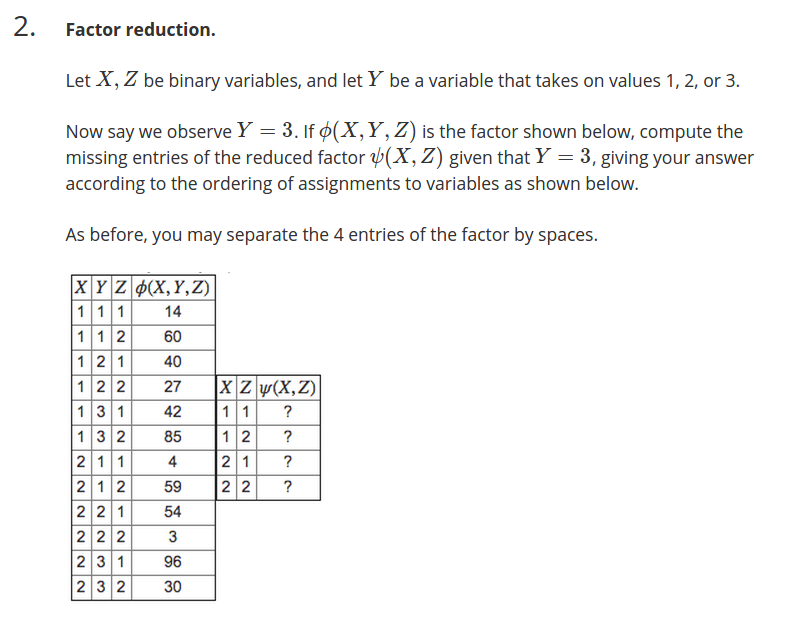 2. Factor reduction.
Let X, Z be binary variables, and let Y be a variable that takes on values 1, 2, or 3.
Now say we observe Y = 3. If ϕ(X, Y, Z) is the factor shown below, compute the
missing entries of the reduced factor ψ(X, Z) given that Y = 3, giving your answer
according to the ordering of assignments to variables as shown below.
As before, you may separate the 4 entries of the factor by spaces.
X Y Z ϕ(X,Y,Z)
1 1 1 14
1 1 2 60
1 2 1 40
1 2 2 27
1 3 1 42
1 3 2 85
2 1 1 4
2 1 2 59
2 2 1 54
2 2 2 3
2 3 1 96
2 3 2 30
X Z ψ(X,Z)
1 1 ?
1 2 ?
2 1 ?
2 2 ?